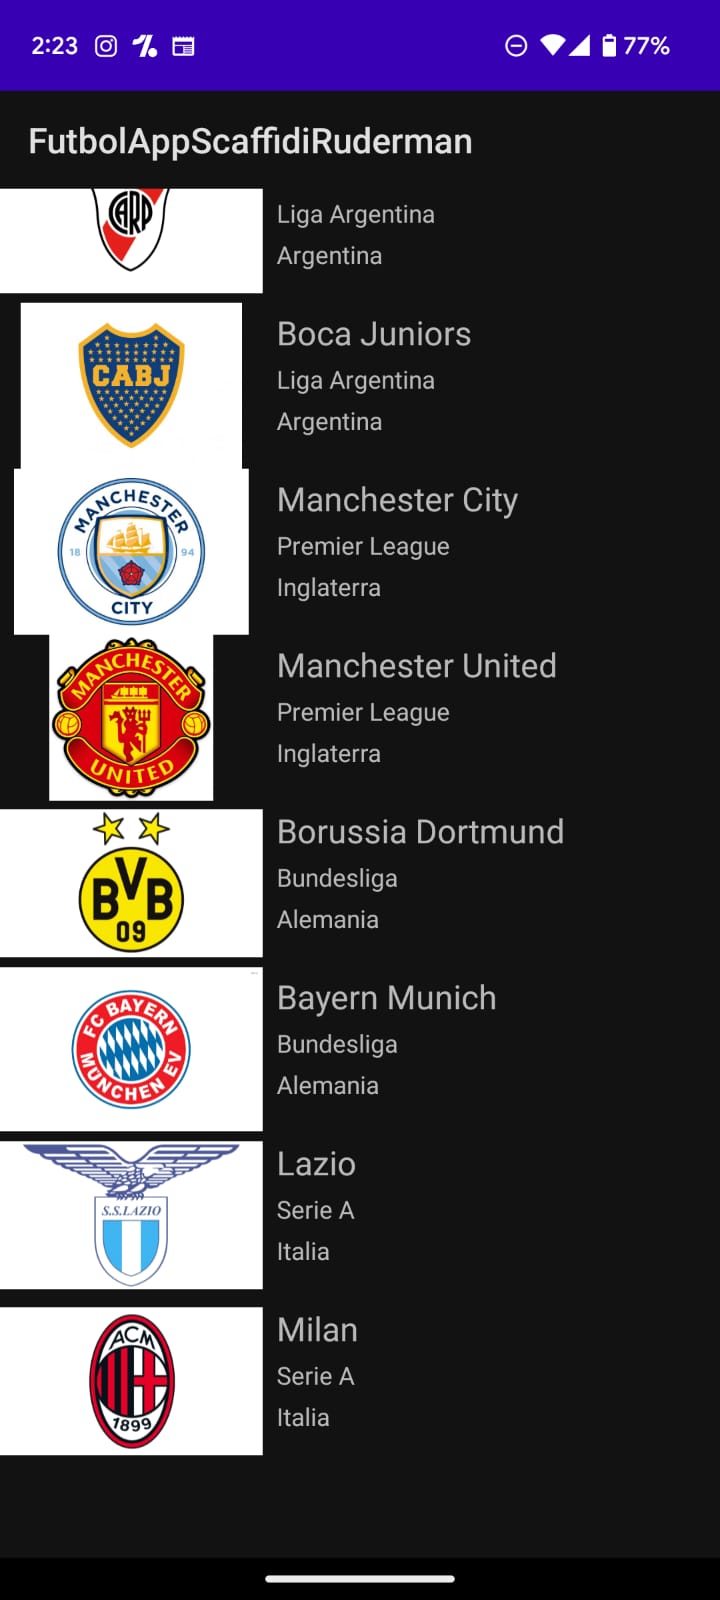 2:23
77%
FutbolAppScaffidiRuderman
CARP
Liga Argentina
Argentina
CABJ
Boca Juniors
Liga Argentina
Argentina
MANCHESTER
18 94
CITY
Manchester City
Premier League
Inglaterra
MANCHESTER
UNITED
Manchester United
Premier League
Inglaterra
BVB
09
Borussia Dortmund
Bundesliga
Alemania
FC BAYERN
MÜNCHEN EV
Bayern Munich
Bundesliga
Alemania
S.S.LAZIO
Lazio
Serie A
Italia
ACM
1899
Milan
Serie A
Italia